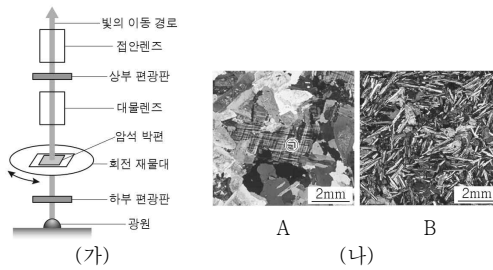 빛의 이동 경로
접안렌즈
상부 편광판
대물렌즈
암석 박편
회전 재물대
하부 편광판
광원
(가)
㉠
2mm
2mm
A
B
(나)